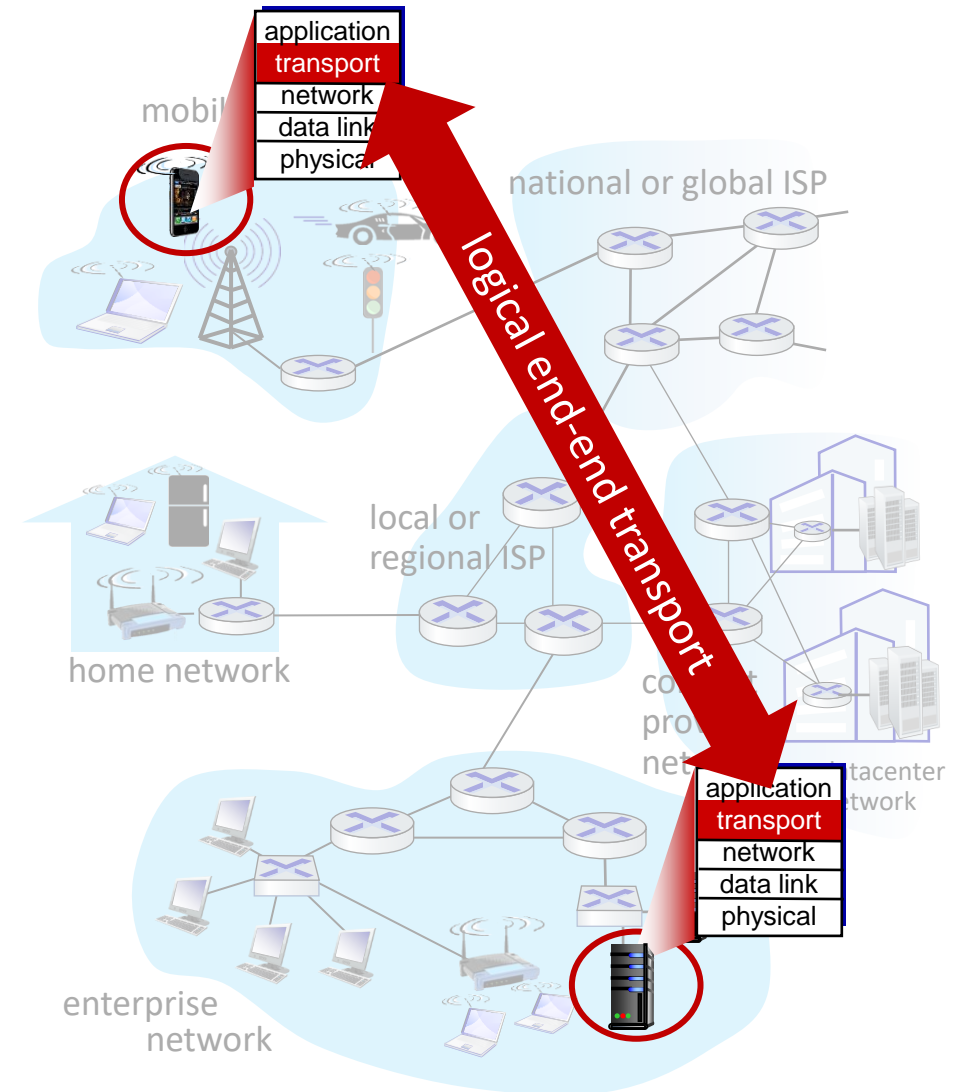 application
transport
network
data link
physical
national or global ISP
logical end-end transport
local or
regional ISP
home network
application
transport
network
data link
physical
network
enterprise
network